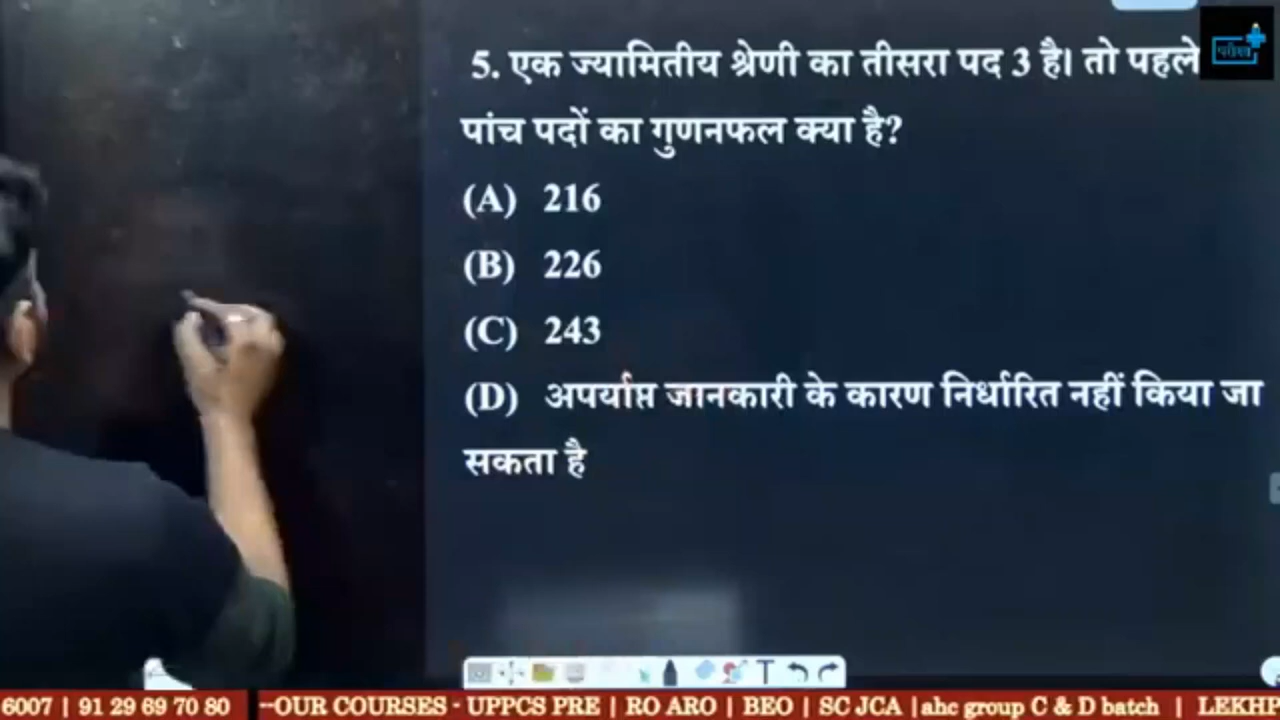 परीक्षा
5. एक ज्यामितीय श्रेणी का तीसरा पद 3 है। तो पहले
पांच पदों का गुणनफल क्या है?
(A) 216
(B) 226
(C) 243
(D) अपर्याप्त जानकारी के कारण निर्धारित नहीं किया जा
सकता है
T
6007 | 91 29 69 70 80 --OUR COURSES - UPPCS PRE | RO ARO | BEO | SC JCA |ahc group C & D batch | LEKHP